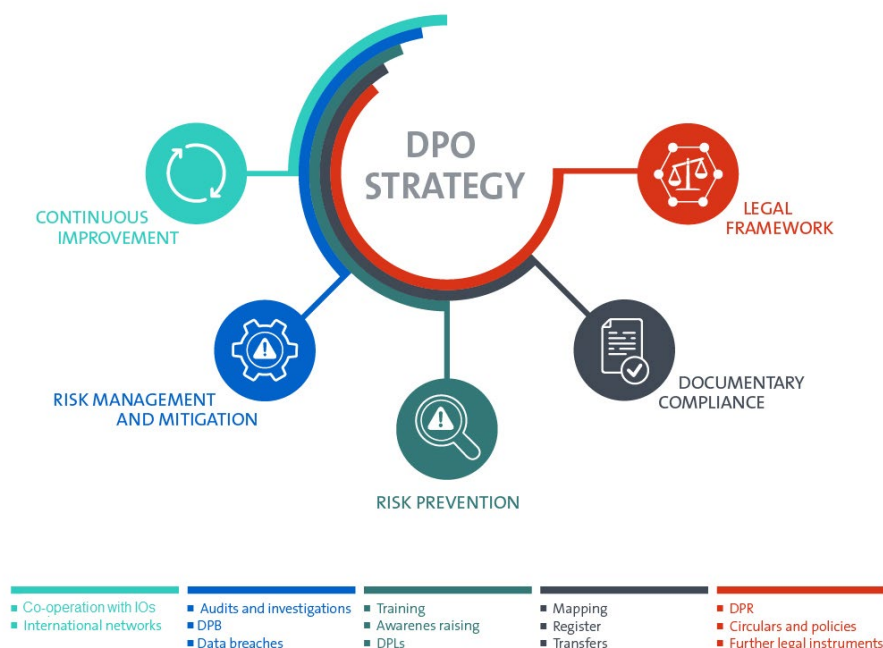 DPO
STRATEGY
CONTINUOUS
IMPROVEMENT
LEGAL
FRAMEWORK
RISK MANAGEMENT
AND MITIGATION
DOCUMENTARY
COMPLIANCE
RISK PREVENTION
Co-operation with IOs
International networks
Audits and investigations
DPB
Data breaches
Training
Awarenes raising
DPLs
Mapping
Register
Transfers
DPR
Circulars and policies
Further legal instruments